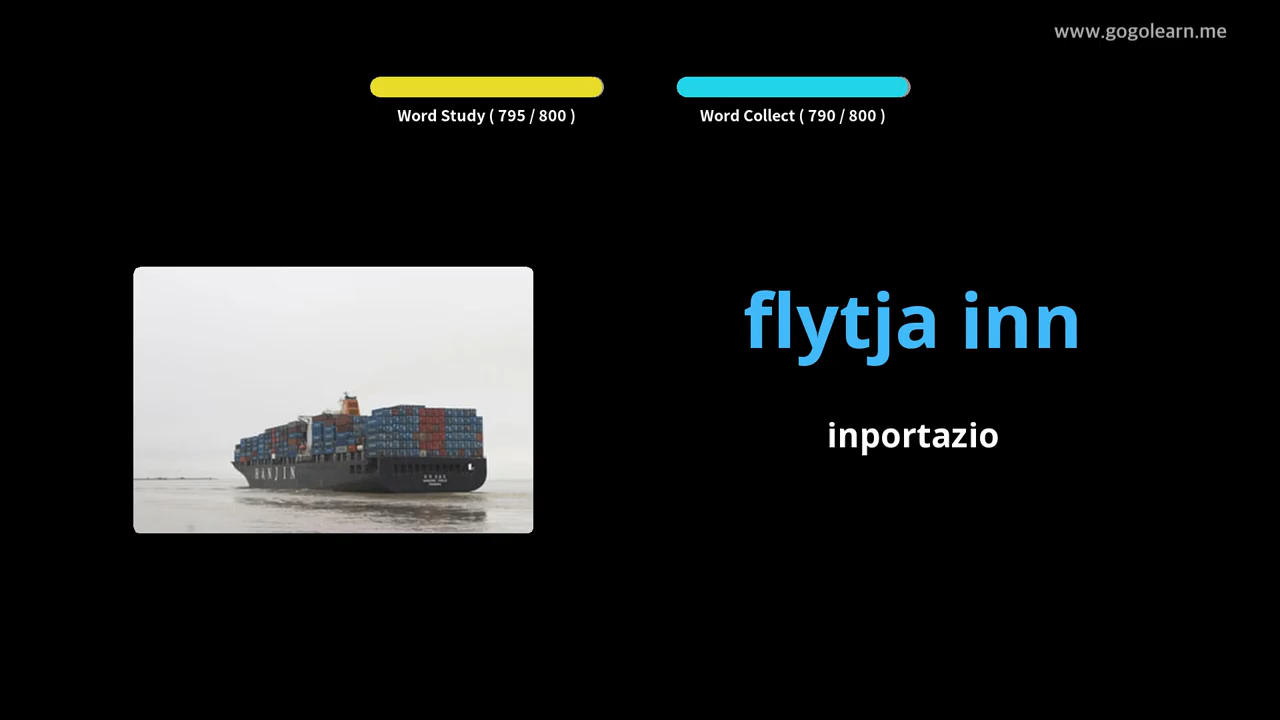 www.gogolearn.me
Word Study ( 795 / 800 )
Word Collect ( 790 / 800 )
flytja inn
inportazio
HANJIN